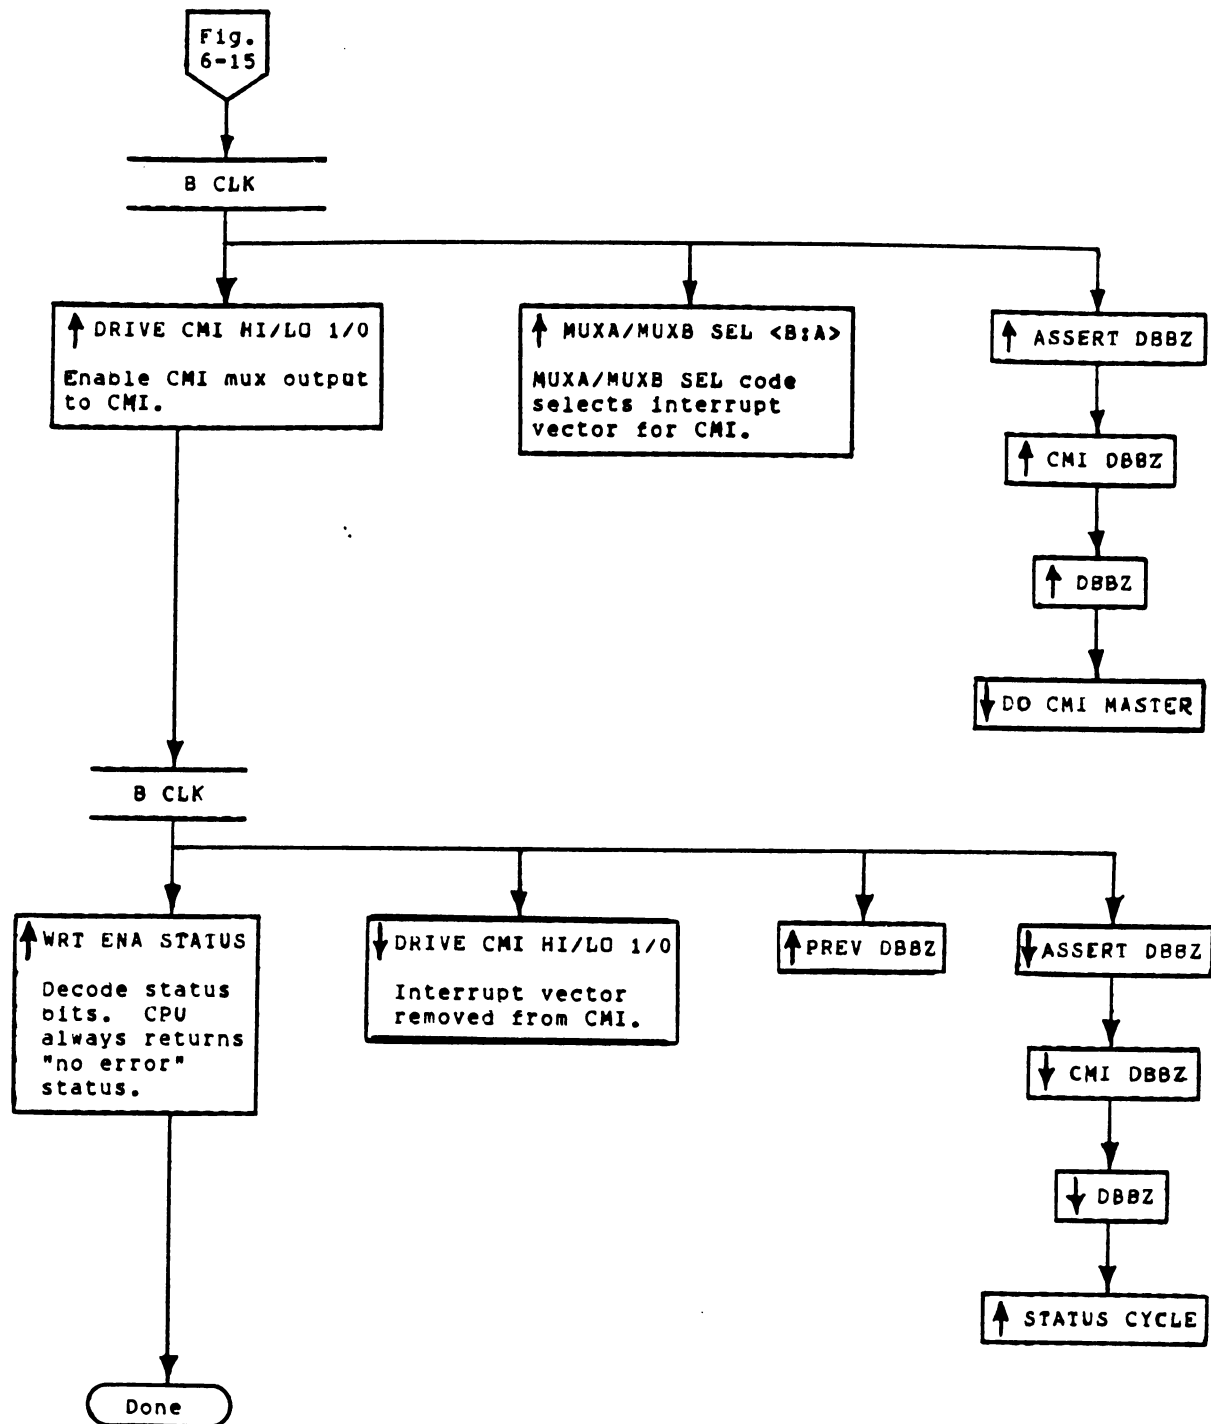 Fig.
6-15
B CLK
↑ DRIVE CMI HI/LO 1/0
Enable CMI mux output
to CMI.
↑ MUXA/MUXB SEL <B:A>
MUXA/MUXB SEL code
selects interrupt
vector for CMI.
↑ ASSERT DBBZ
↑ CMI DBBZ
↑ DBBZ
↓ DO CMI MASTER
B CLK
↑ WRT ENA STATUS
Decode status
bits. CPU
always returns
"no error"
status.
↓ DRIVE CMI HI/LO 1/0
Interrupt vector
removed from CMI.
↑ PREV DBBZ
↓ ASSERT DBBZ
↓ CMI DBBZ
↓ DBBZ
↑ STATUS CYCLE
Done